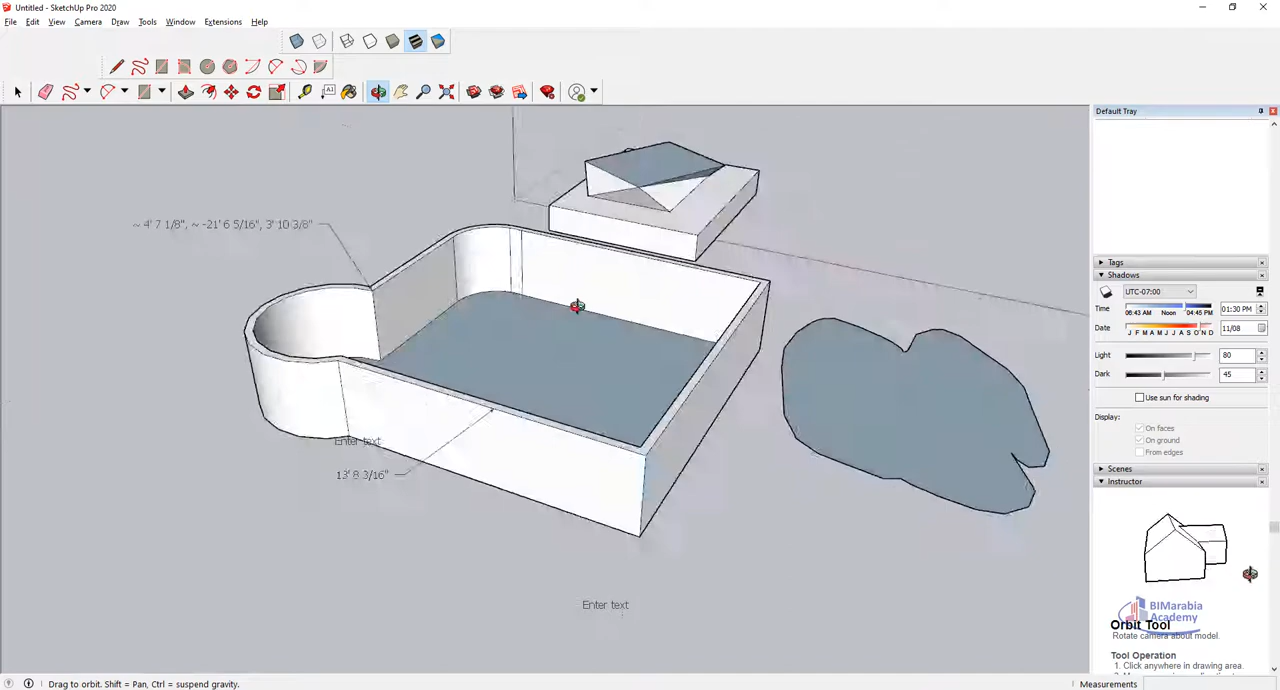 Untitled - SketchUp Pro 2020
File Edit View Camera Draw Tools Window Extensions Help
A1
Default Tray
Tags
Shadows
UTC-07:00
Time
06:43 AM Noon 04:45 PM
01:30 PM
Date
J F M A M J J A S O N D
11/08
Light
80
Dark
45
Use sun for shading
Display:
On faces
On ground
From edges
Scenes
Instructor
BIMarabia
Academy
Orbit Tool
Rotate camera about model.
Tool Operation
1. Click anywhere in drawing area.
~ 4' 7 1/8", ~ -21' 6 5/16", 3' 10 3/8"
Enter text
13' 8 3/16"
Enter text
Drag to orbit. Shift = Pan, Ctrl = suspend gravity.
Measurements